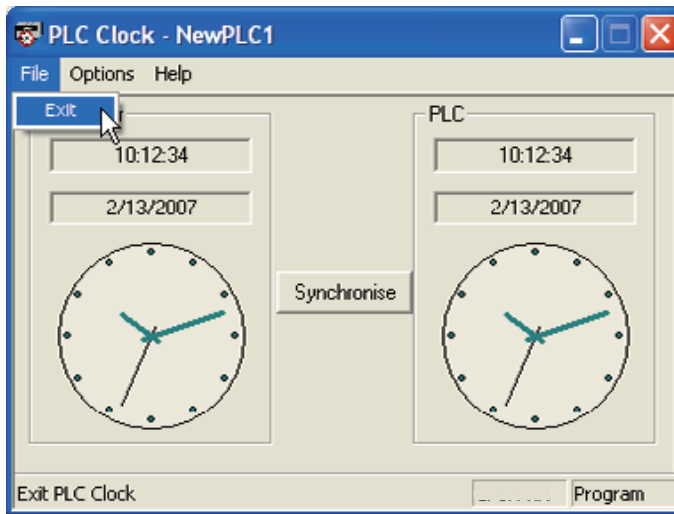 PLC Clock - NewPLC1
File Options Help
Exit
PLC
10:12:34
10:12:34
2/13/2007
2/13/2007
Synchronise
Exit PLC Clock
Program